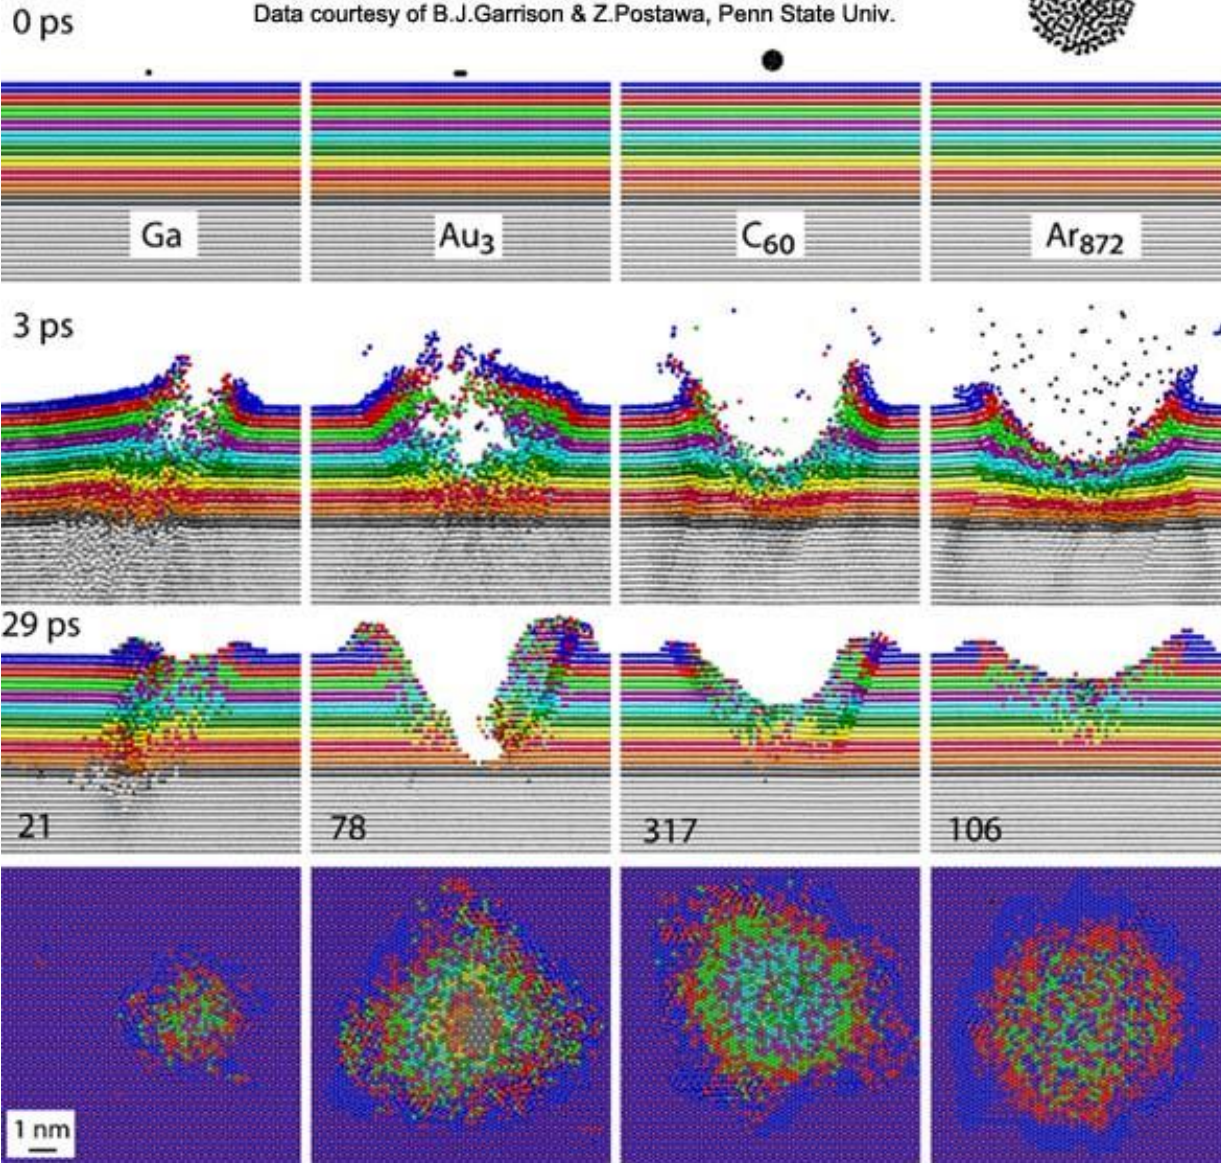 0 ps
Data courtesy of B.J.Garrison & Z.Postawa, Penn State Univ.
Ga
Au₃
C₆₀
Ar₈₇₂
3 ps
29 ps
21
78
317
106
1 nm